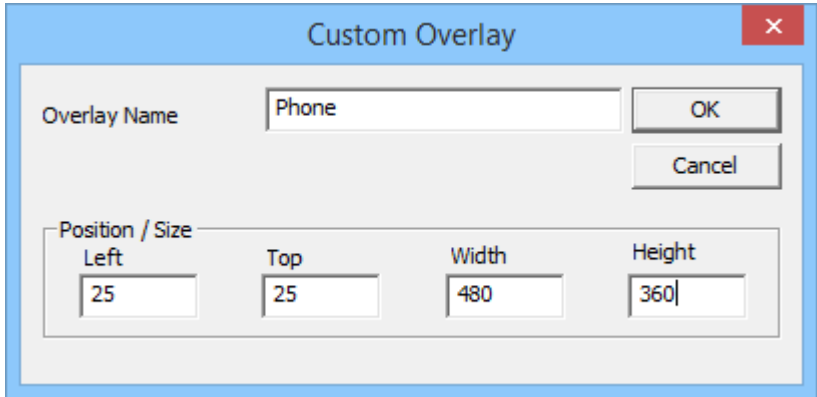 Custom Overlay
Overlay Name
Phone
OK
Cancel
Position / Size
Left
Top
Width
Height
25
25
480
360